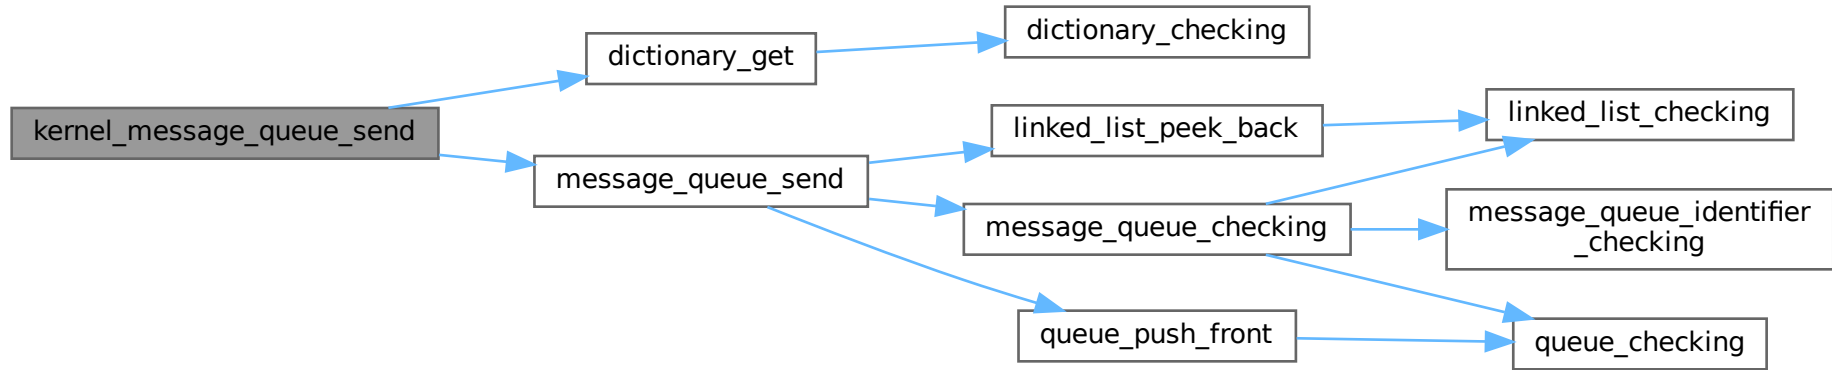 kernel_message_queue_send
dictionary_get
dictionary_checking
message_queue_send
linked_list_peek_back
linked_list_checking
message_queue_checking
message_queue_identifier
_checking
queue_push_front
queue_checking